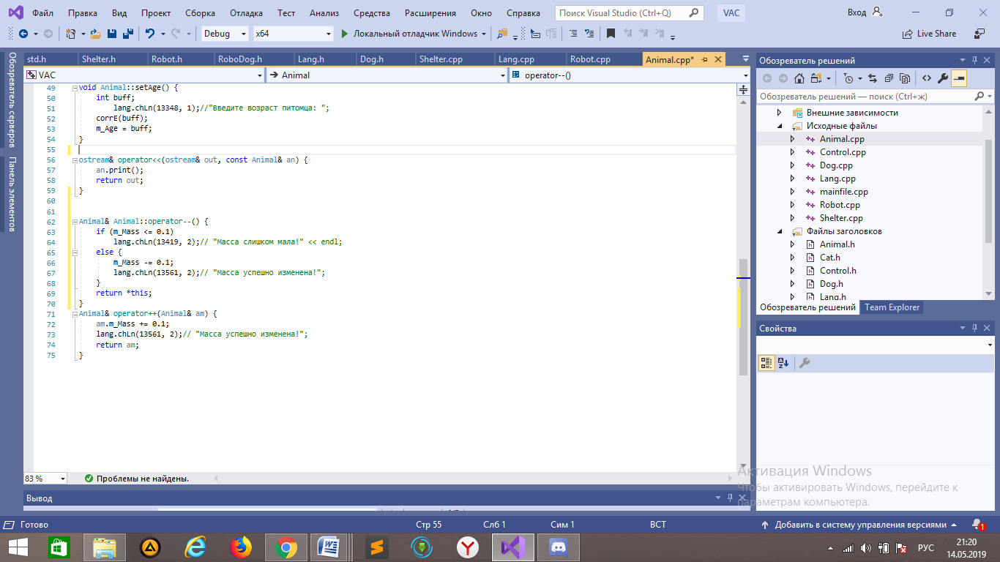 Файл Правка Вид Проект Сборка Отладка Тест Анализ Средства Расширения Окно Справка Поиск Visual Studio (Ctrl+Q) VAC Вход
Debug x64 Локальный отладчик Windows Live Share
Обозреватель серверов
Панель элементов
std.h Shelter.h Robot.h RoboDog.h Lang.h Dog.h Shelter.cpp Lang.cpp Robot.cpp Animal.cpp*
VAC Animal operator--()
49 void Animal::setAge() {
50 int buff;
51 lang.chLn(13348, 1);//"Введите возраст питомца: ";
52 corrE(buff);
53 m_Age = buff;
54 }
55
56 ostream& operator<<(ostream& out, const Animal& an) {
57 an.print();
58 return out;
59 }
60
61
62 Animal& Animal::operator--() {
63 if (m_Mass <= 0.1)
64 lang.chLn(13419, 2);// "Масса слишком мала!" << endl;
65 else {
66 m_Mass -= 0.1;
67 lang.chLn(13561, 2);// "Масса успешно изменена!";
68 }
69 return *this;
70 }
71 Animal& operator++(Animal& am) {
72 am.m_Mass += 0.1;
73 lang.chLn(13561, 2);// "Масса успешно изменена!";
74 return am;
75 }
83 % Проблемы не найдены.
Вывод
Обозреватель решений
Обозреватель решений — поиск (Ctrl+ж)
Внешние зависимости
Исходные файлы
Animal.cpp
Control.cpp
Dog.cpp
Lang.cpp
mainfile.cpp
Robot.cpp
Shelter.cpp
Файлы заголовков
Animal.h
Cat.h
Control.h
Dog.h
Lang.h
Обозреватель решений Team Explorer
Свойства
Активация Windows
Чтобы активировать Windows, перейдите к
параметрам компьютера.
Готово Стр 55 Слб 1 Сим 1 ВСТ Добавить в систему управления версиями 1
РУС 21:20
14.05.2019